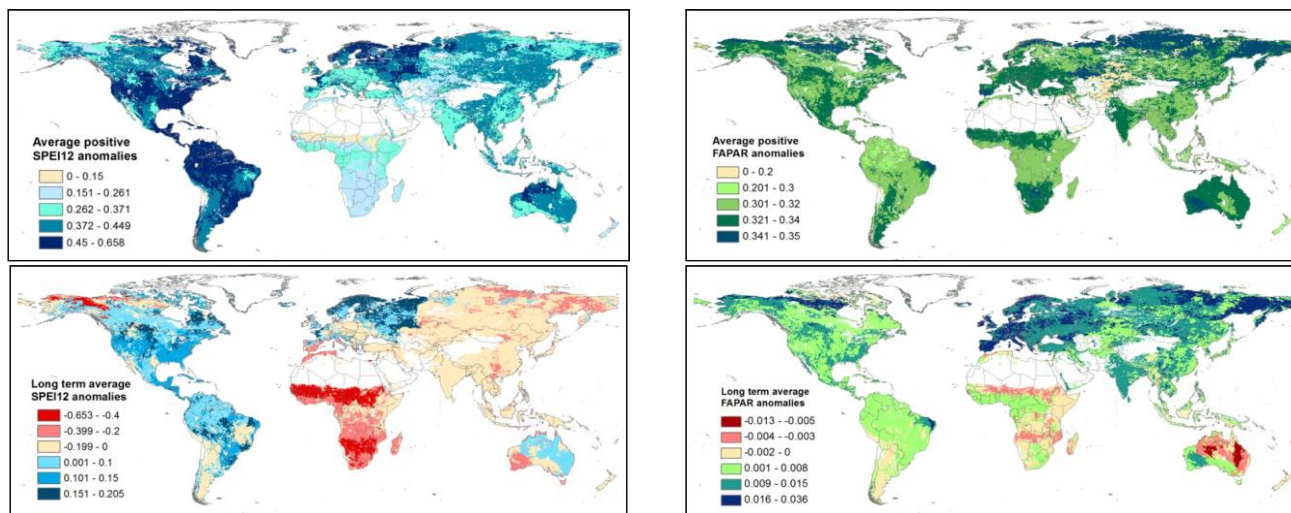 Average positive
SPEI12 anomalies
0 - 0.15
0.151 - 0.261
0.262 - 0.371
0.372 - 0.449
0.45 - 0.658
Average positive
FAPAR anomalies
0 - 0.2
0.201 - 0.3
0.301 - 0.32
0.321 - 0.34
0.341 - 0.35
Long term average
SPEI12 anomalies
-0.653 - -0.4
-0.399 - -0.2
-0.199 - 0
0.001 - 0.1
0.101 - 0.15
0.151 - 0.205
Long term average
FAPAR anomalies
-0.013 - -0.005
-0.004 - -0.003
-0.002 - 0
0.001 - 0.008
0.009 - 0.015
0.016 - 0.036